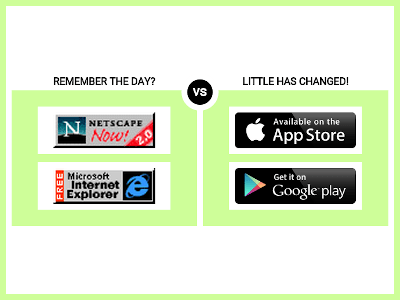 REMEMBER THE DAY?
VS
LITTLE HAS CHANGED!
N
NETSCAPE
Now!
2.0
FREE
Microsoft
Internet
Explorer
Available on the
App Store
Get it on
Google play